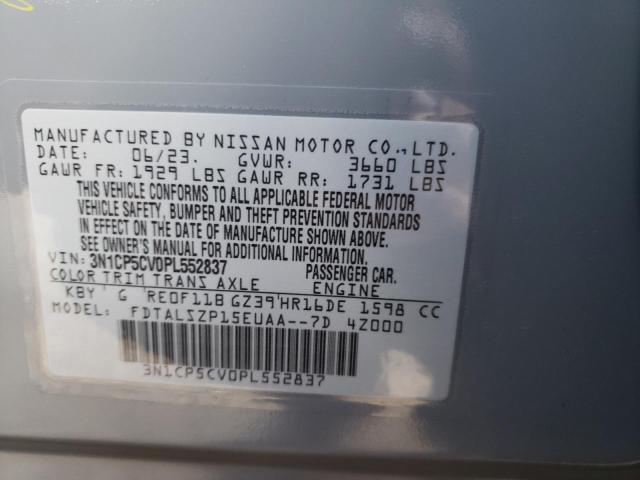 MANUFACTURED BY NISSAN MOTOR CO., LTD.
DATE: 06/23. GVWR: 3660 LBS
GAWR FR: 1929 LBS GAWR RR: 1731 LBS
THIS VEHICLE CONFORMS TO ALL APPLICABLE FEDERAL MOTOR
VEHICLE SAFETY, BUMPER AND THEFT PREVENTION STANDARDS
IN EFFECT ON THE DATE OF MANUFACTURE SHOWN ABOVE.
SEE OWNER'S MANUAL FOR ADDITIONAL INFORMATION.
VIN: 3N1CP5CV0PL552837 PASSENGER CAR.
COLOR TRIM TRANS AXLE ENGINE
KBY G RE0F11B GZ39 HR16DE 1598 CC
MODEL: FDTALSZP15EUAA--7D 4Z000
3N1CP5CV0PL552837